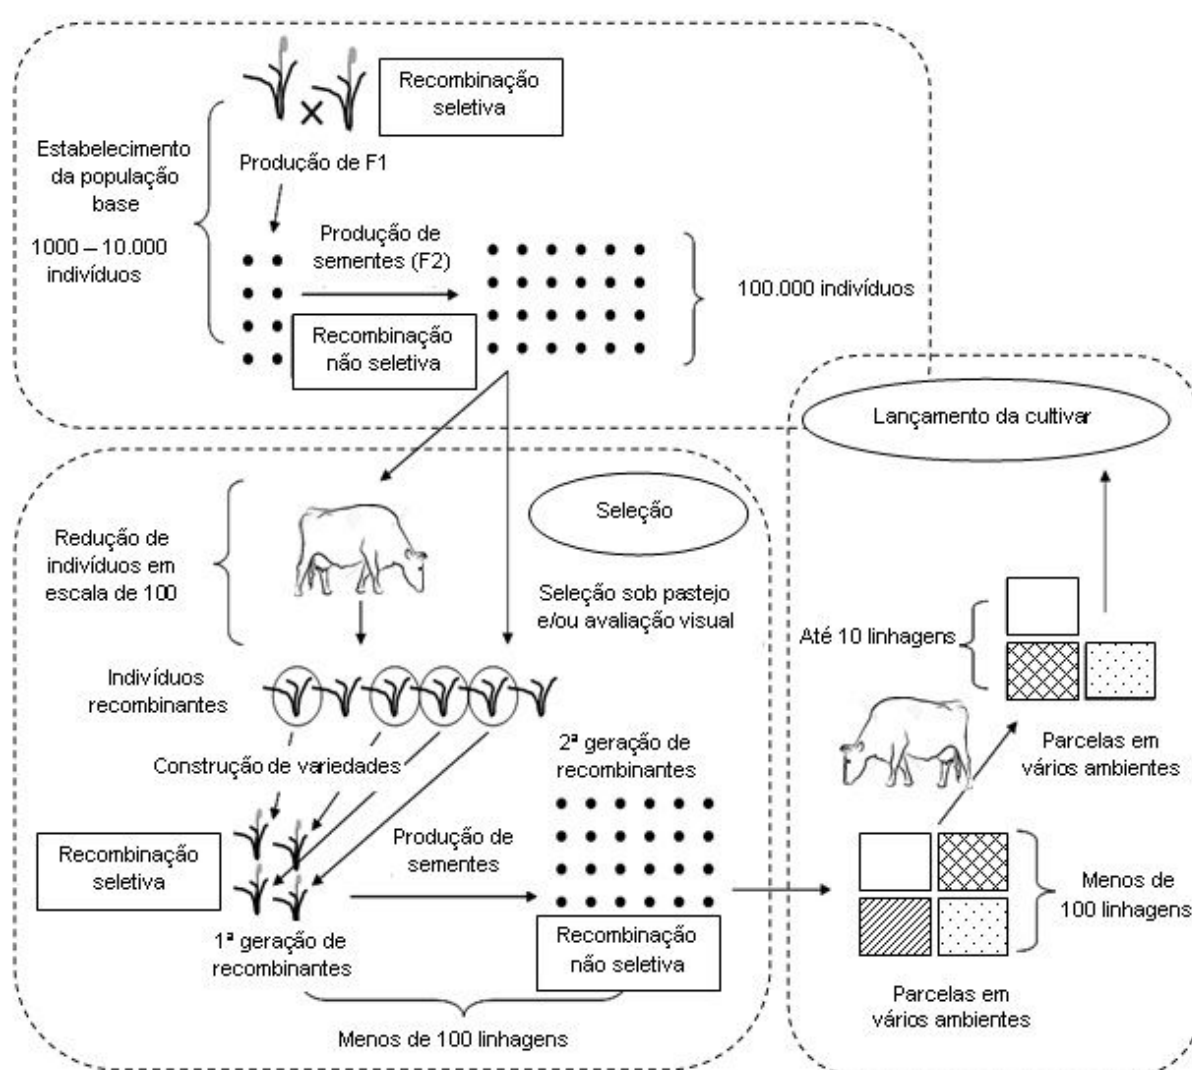 Recombinação
seletiva
Estabelecimento
da população
base
1000 – 10.000
indivíduos
Produção de F1
Produção de
sementes (F2)
Recombinação
não seletiva
100.000 indivíduos
Lançamento da cultivar
Seleção
Redução de
indivíduos em
escala de 100
Seleção sob pastejo
e/ou avaliação visual
Indivíduos
recombinantes
Construção de variedades
2ª geração de
recombinantes
Recombinação
seletiva
Produção de
sementes
1ª geração de
recombinantes
Recombinação
não seletiva
Menos de 100 linhagens
Até 10 linhagens
Parcelas em
vários ambientes
Menos de
100 linhagens
Parcelas em
vários ambientes